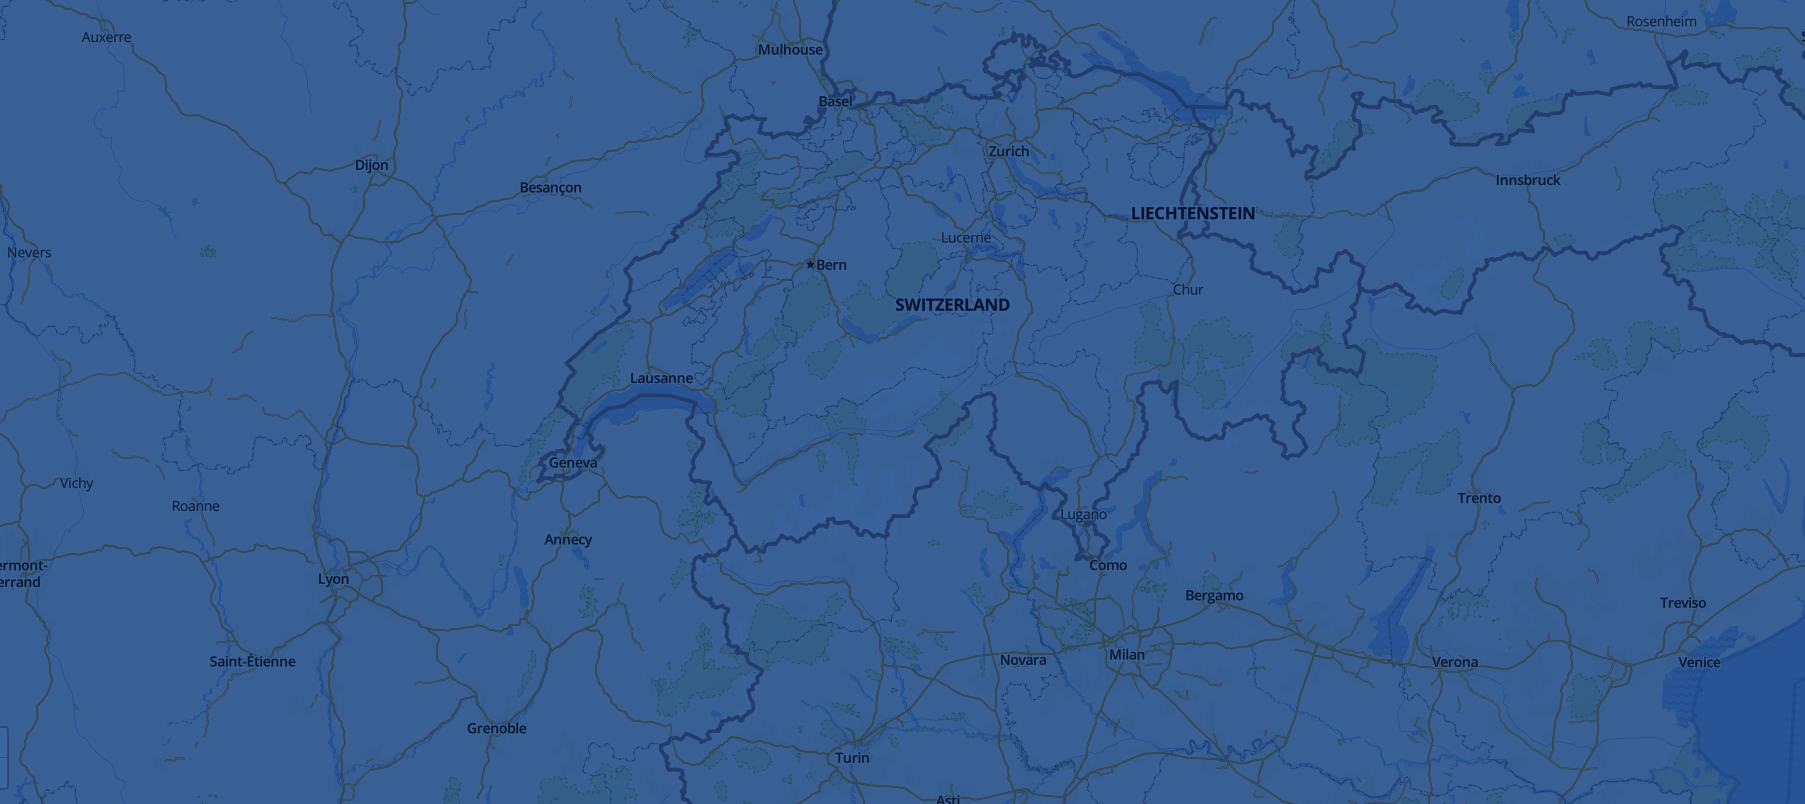 Rosenheim
Auxerre
Mulhouse
Basel
Zurich
Dijon
Besançon
Innsbruck
LIECHTENSTEIN
Lucerne
Nevers
Bern
Chur
SWITZERLAND
Lausanne
Geneva
Vichy
Trento
Roanne
Lugano
Annecy
Como
ermont-
errand
Lyon
Bergamo
Treviso
Saint-Étienne
Novara
Milan
Verona
Venice
Grenoble
Turin
Asti